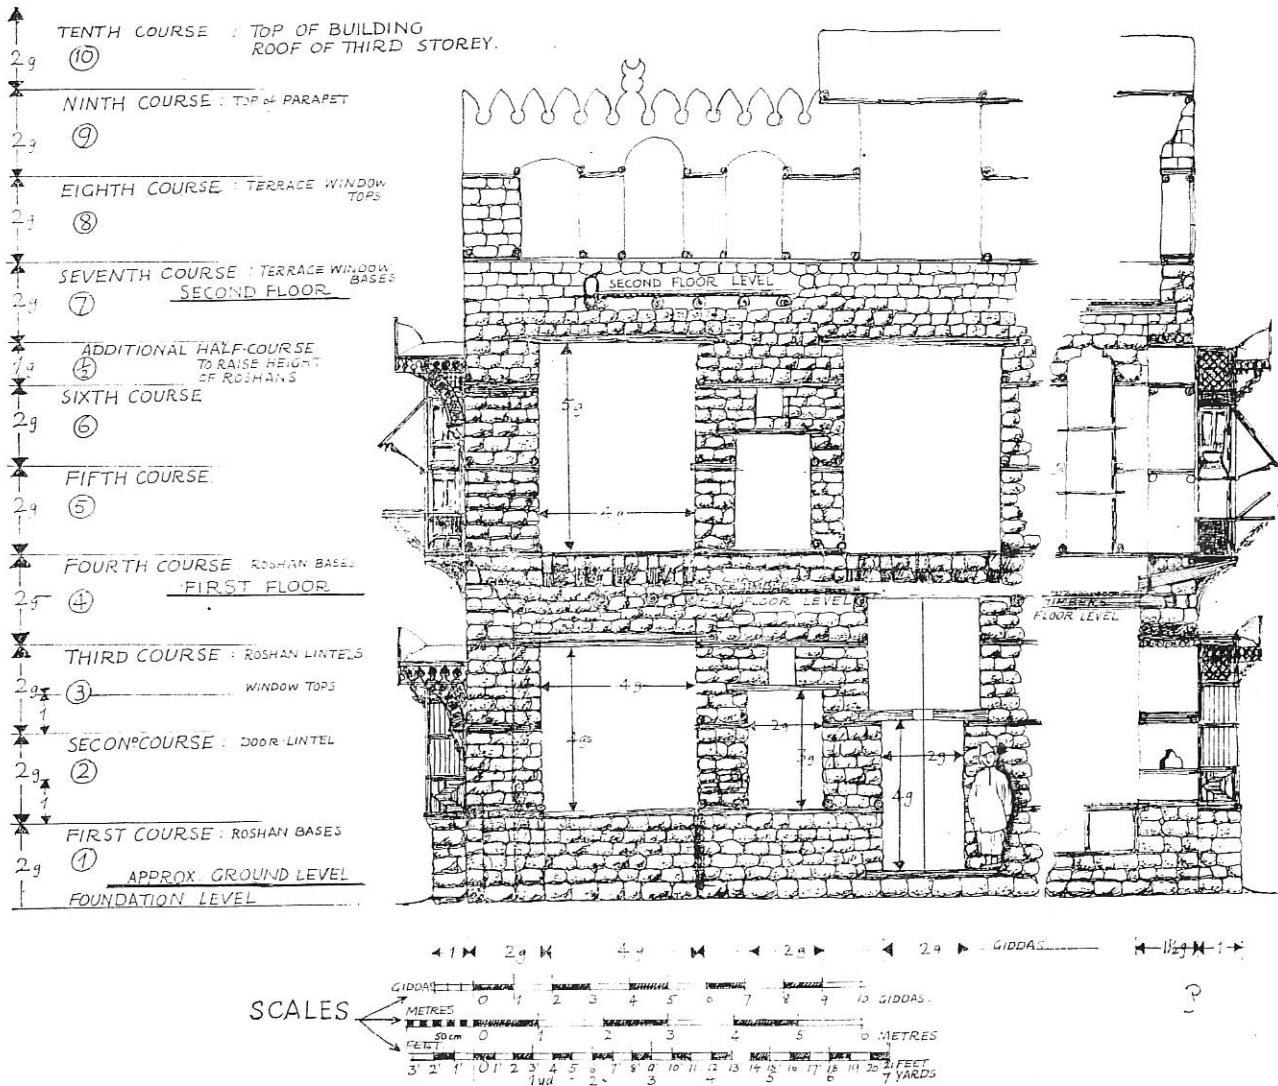 TENTH COURSE : TOP OF BUILDING
ROOF OF THIRD STOREY.
2g
10
NINTH COURSE : TOP of PARAPET
2g
9
EIGHTH COURSE : TERRACE WINDOW
TOPS
2g
8
SEVENTH COURSE : TERRACE WINDOW
BASES
SECOND FLOOR
2g
7
ADDITIONAL HALF-COURSE
TO RAISE HEIGHT
OF ROSHANS
1g
SIXTH COURSE
2g
6
FIFTH COURSE
2g
5
FOURTH COURSE : ROSHAN BASES
FIRST FLOOR
2g
4
THIRD COURSE : ROSHAN LINTELS
2g
3
WINDOW TOPS
1
SECOND COURSE : DOOR LINTEL
2g
2
1
FIRST COURSE : ROSHAN BASES
2g
1
APPROX. GROUND LEVEL
FOUNDATION LEVEL
SECOND FLOOR LEVEL
5g
4g
FLOOR LEVEL
TIMBERS
FLOOR LEVEL
4g
4gs
2g
3g
2g
4g
1 2g 4g 2g 2g GIDDAS 1½g 1
SCALES
GIDDAS
0 1 2 3 4 5 6 7 8 9 10 GIDDAS.
METRES
50cm 0 1 2 3 4 5 6 METRES
FEET
3' 2' 1' 0 1' 2 3' 4 5 6 7' 8' 9' 10' 11 12 13 14 15' 16 17' 18 19 20 21 FEET
1yd 2 3 5 6 7 YARDS